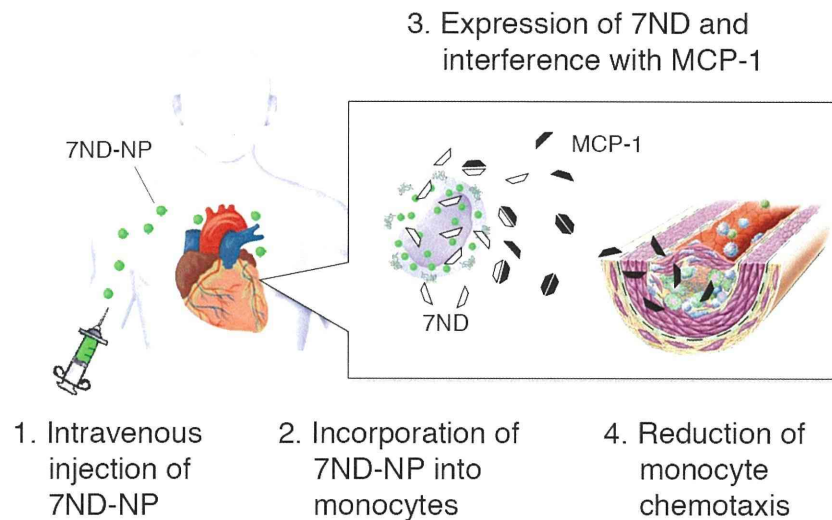 3. Expression of 7ND and
interference with MCP-1
7ND-NP
MCP-1
7ND
1. Intravenous
injection of
7ND-NP
2. Incorporation of
7ND-NP into
monocytes
4. Reduction of
monocyte
chemotaxis